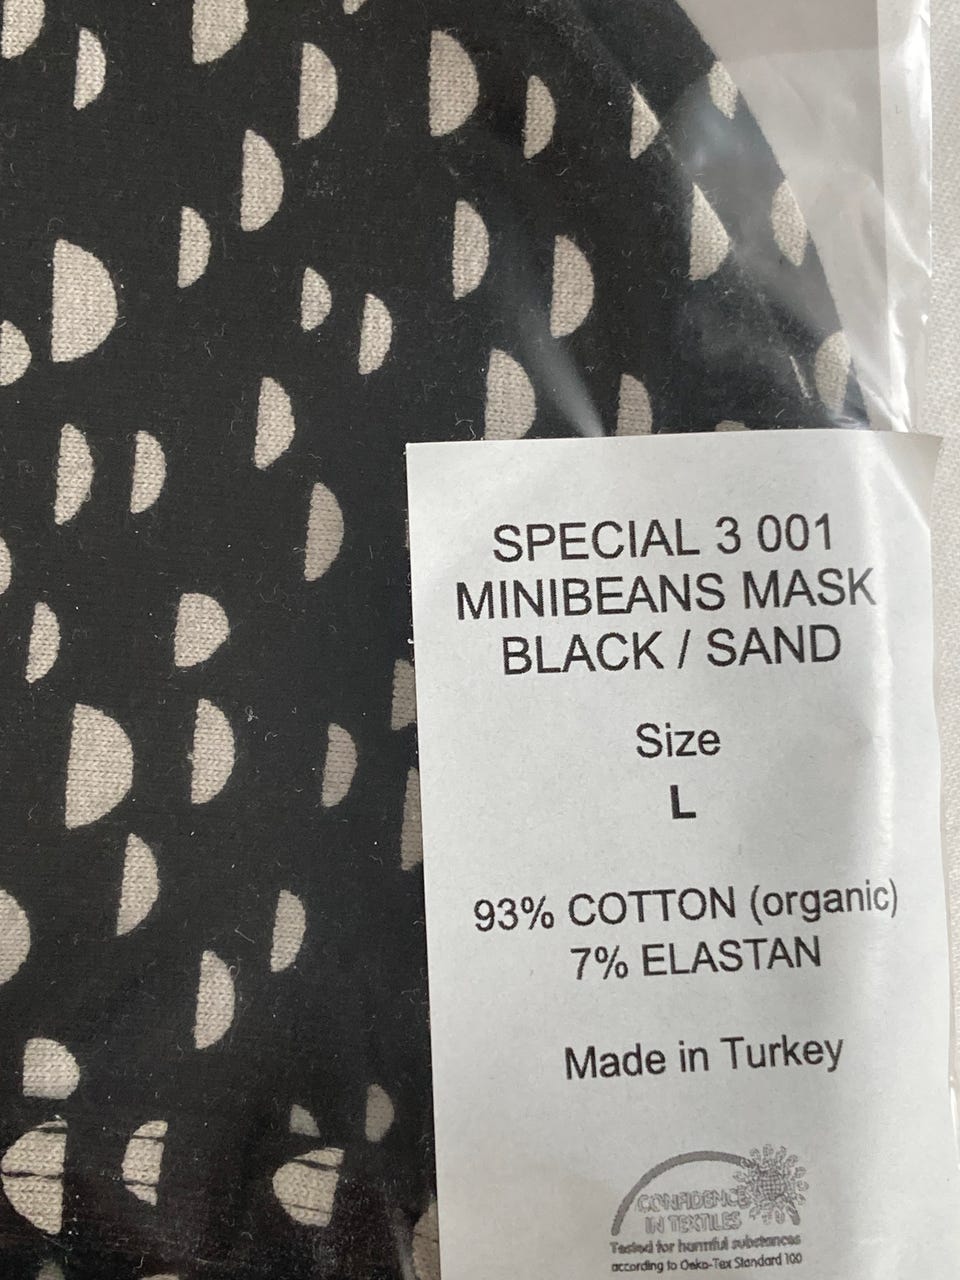 SPECIAL 3 001
MINIBEANS MASK
BLACK / SAND
Size
L
93% COTTON (organic)
7% ELASTAN
Made in Turkey
CONFIDENCE
IN TEXTILES
Tested for harmful substances
according to Oeko-Tex Standard 100